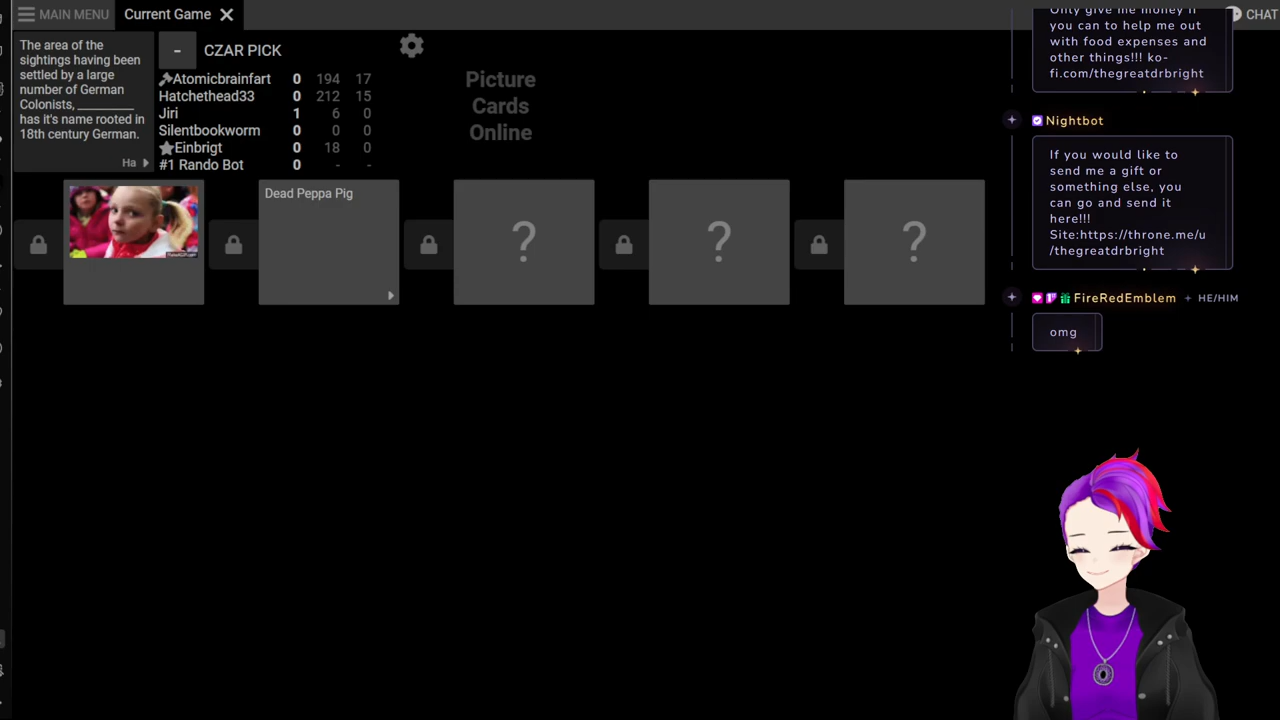 MAIN MENU
Current Game
The area of the
sightings having been
settled by a large
number of German
Colonists, _________
has it's name rooted in
18th century German.
Ha
-
CZAR PICK
Atomicbrainfart 0 194 17
Hatchethead33 0 212 15
Jiri 1 6 0
Silentbookworm 0 0 0
Einbrigt 0 18 0
#1 Rando Bot 0 - -
Picture
Cards
Online
Dead Peppa Pig
?
?
?
CHAT
Only give me money if
you can to help me out
with food expenses and
other things!!! ko-
fi.com/thegreatdrbright
Nightbot
If you would like to
send me a gift or
something else, you
can go and send it
here!!!
Site:https://throne.me/u
/thegreatdrbright
FireRedEmblem HE/HIM
omg